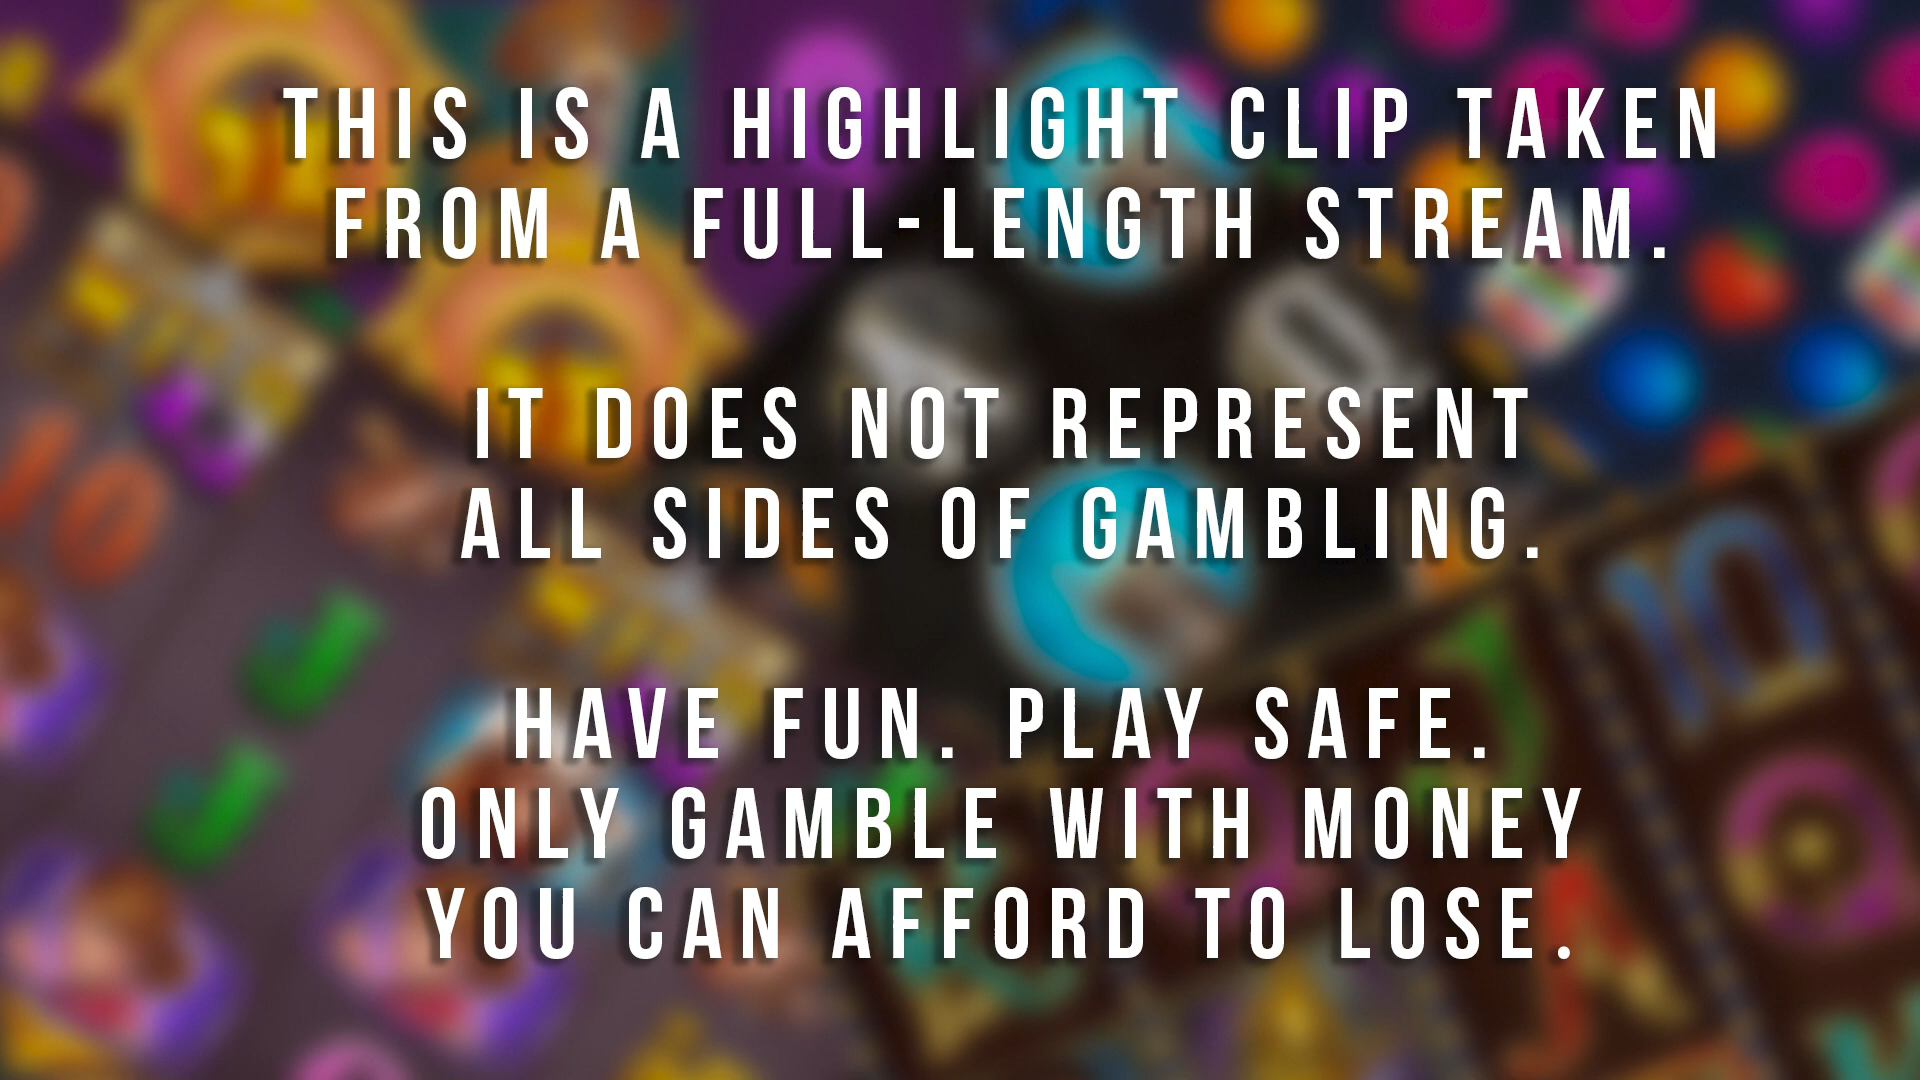 THIS IS A HIGHLIGHT CLIP TAKEN
FROM A FULL-LENGTH STREAM.
IT DOES NOT REPRESENT
ALL SIDES OF GAMBLING.
HAVE FUN. PLAY SAFE.
ONLY GAMBLE WITH MONEY
YOU CAN AFFORD TO LOSE.